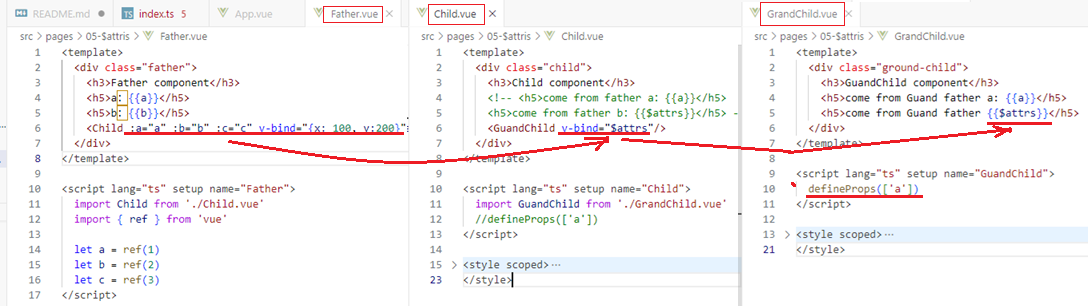 README.md
index.ts 5
App.vue
Father.vue
src > pages > 05-$attris > Father.vue
1 <template>
2 <div class="father">
3 <h3>Father component</h3>
4 <h5>a: {{a}}</h5>
5 <h5>b: {{b}}</h5>
6 <Child :a="a" :b="b" :c="c" v-bind="{x: 100, y:200}"
7 </div>
8 </template>
9
10 <script lang="ts" setup name="Father">
11 import Child from './Child.vue'
12 import { ref } from 'vue'
13
14 let a = ref(1)
15 let b = ref(2)
16 let c = ref(3)
17 </script>
Child.vue
src > pages > 05-$attris > Child.vue
1 <template>
2 <div class="child">
3 <h3>Child component</h3>
4 <!-- <h5>come from father a: {{a}}</h5>
5 <h5>come from father b: {{$attrs}}</h5> -
6 <GuandChild v-bind="$attrs"/>
7 </div>
8 </template>
9
10 <script lang="ts" setup name="Child">
11 import GuandChild from './GrandChild.vue'
12 //defineProps(['a'])
13 </script>
14
15 > <style scoped>…
23 </style>
GrandChild.vue
src > pages > 05-$attris > GrandChild.vue
1 <template>
2 <div class="ground-child">
3 <h3>GuandChild component</h3>
4 <h5>come from Guand father a: {{a}}</h5>
5 <h5>come from Guand father {{$attrs}}</h5>
6 </div>
7 </template>
8
9 <script lang="ts" setup name="GuandChild">
10 defineProps(['a'])
11 </script>
12
13 > <style scoped>…
21 </style>